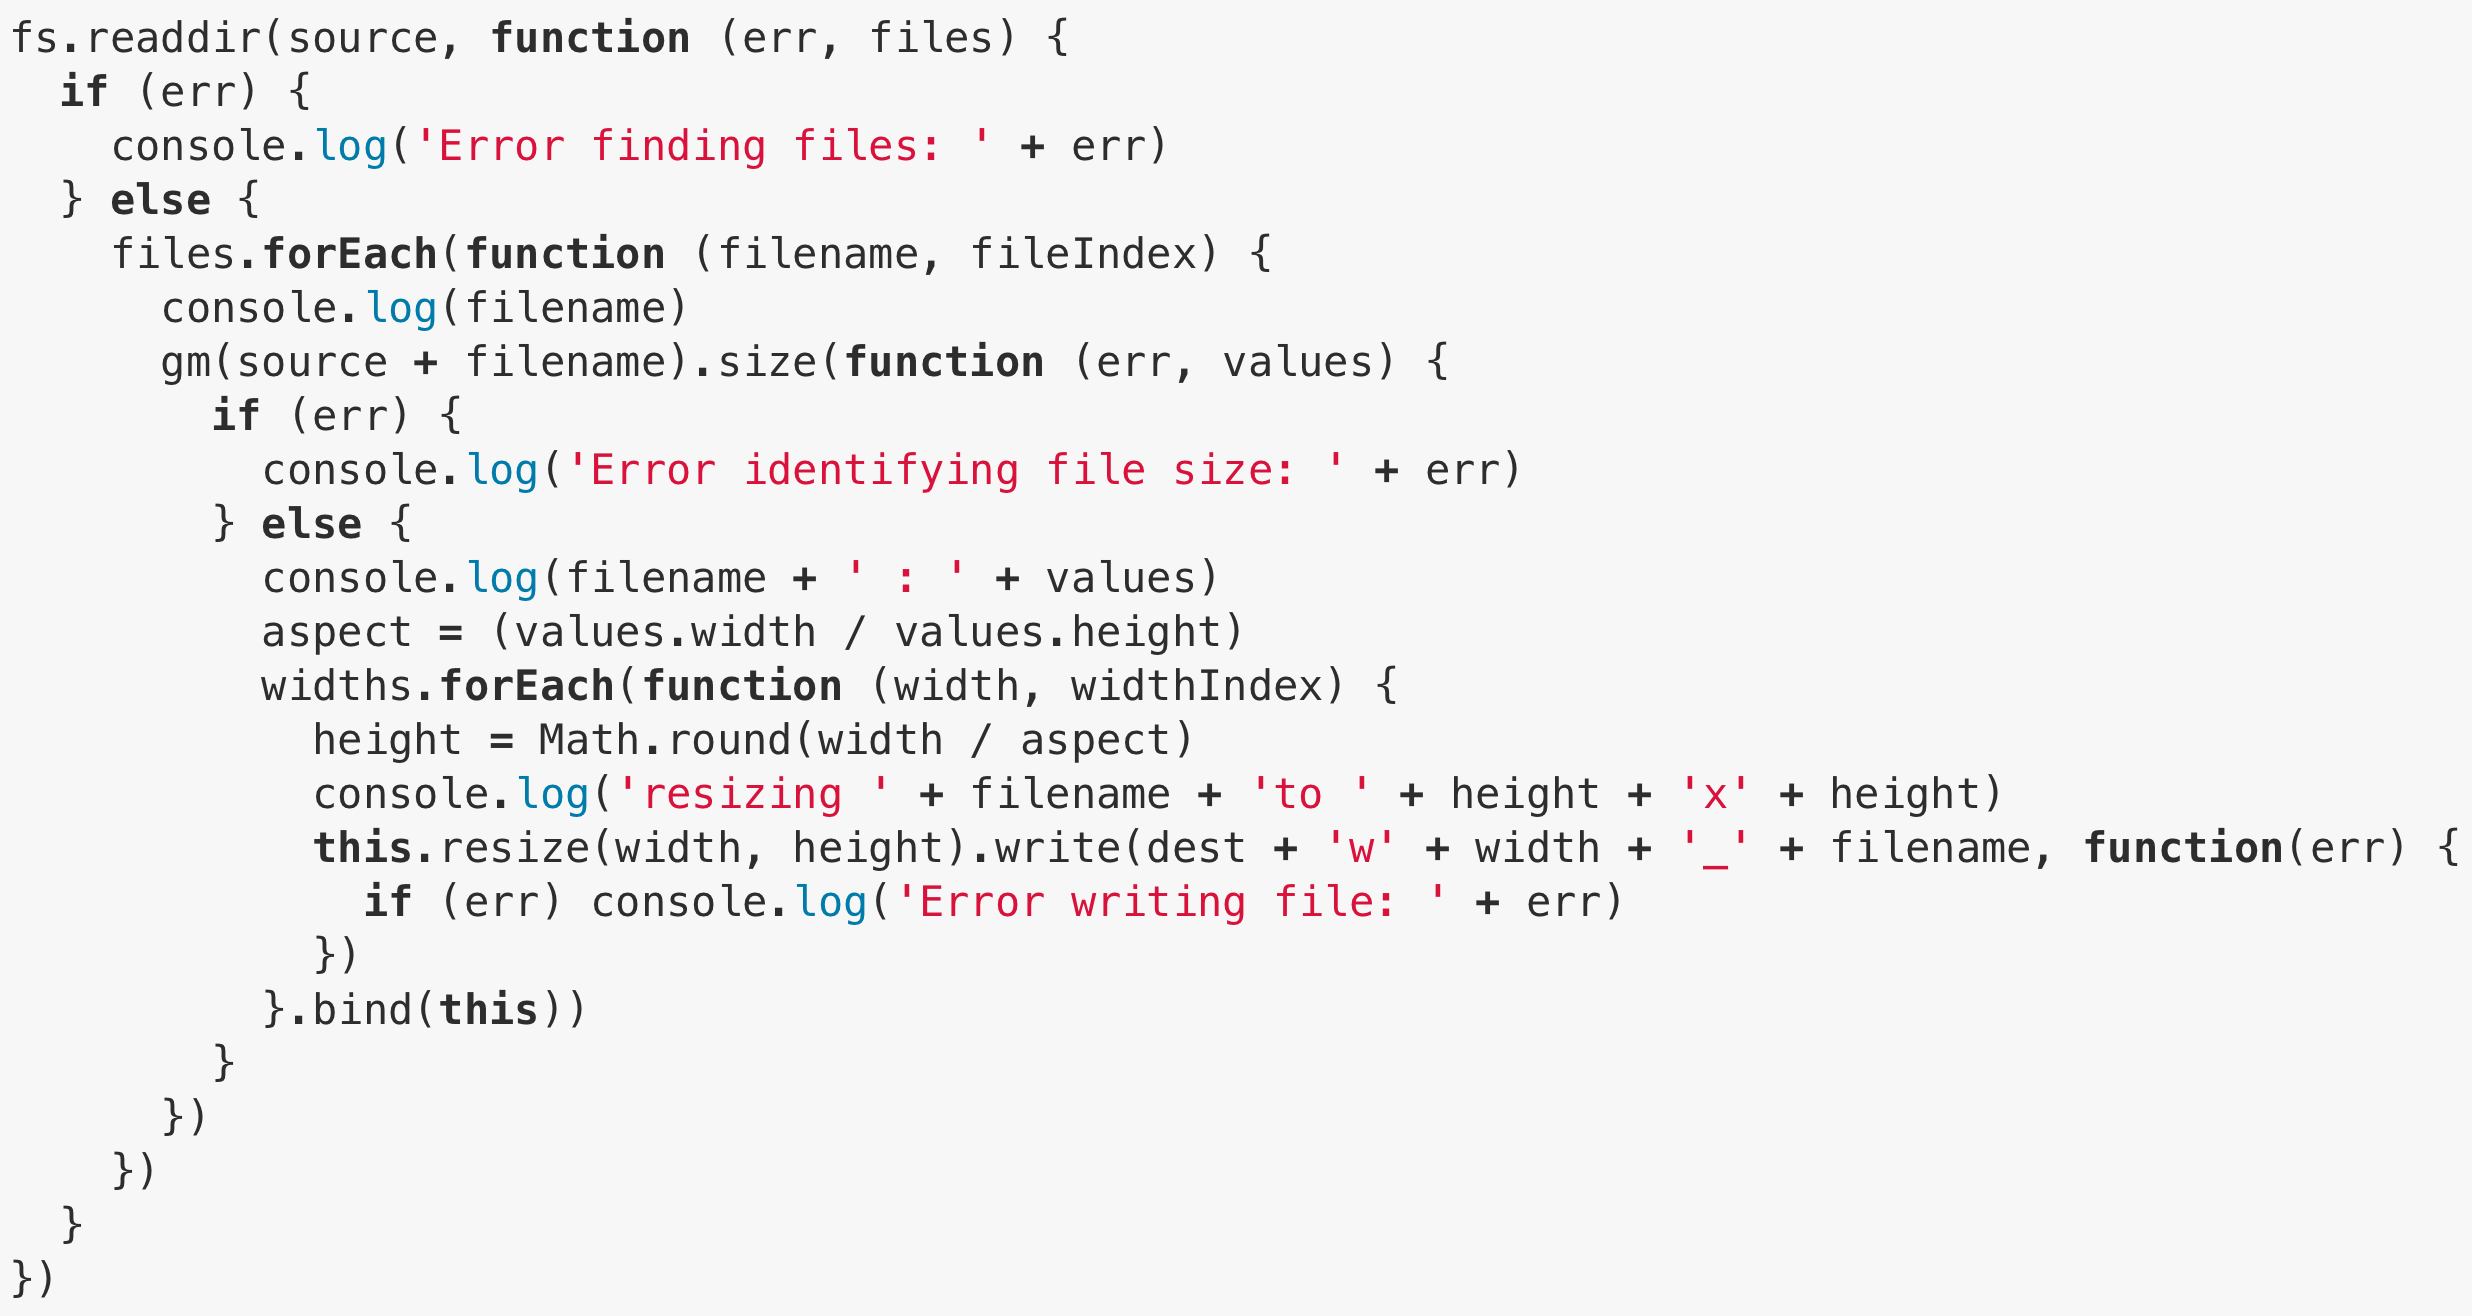 fs.readdir(source, function (err, files) {
  if (err) {
    console.log('Error finding files: ' + err)
  } else {
    files.forEach(function (filename, fileIndex) {
      console.log(filename)
      gm(source + filename).size(function (err, values) {
        if (err) {
          console.log('Error identifying file size: ' + err)
        } else {
          console.log(filename + ' : ' + values)
          aspect = (values.width / values.height)
          widths.forEach(function (width, widthIndex) {
            height = Math.round(width / aspect)
            console.log('resizing ' + filename + 'to ' + height + 'x' + height)
            this.resize(width, height).write(dest + 'w' + width + '_' + filename, function(err) {
              if (err) console.log('Error writing file: ' + err)
            })
          }.bind(this))
        }
      })
    })
  }
})